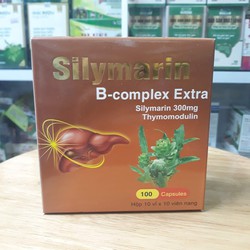 Silymarin
B-complex Extra
Silymarin 300mg
Thymomodulin
100 Capsules
Hộp 10 vỉ x 10 viên nang